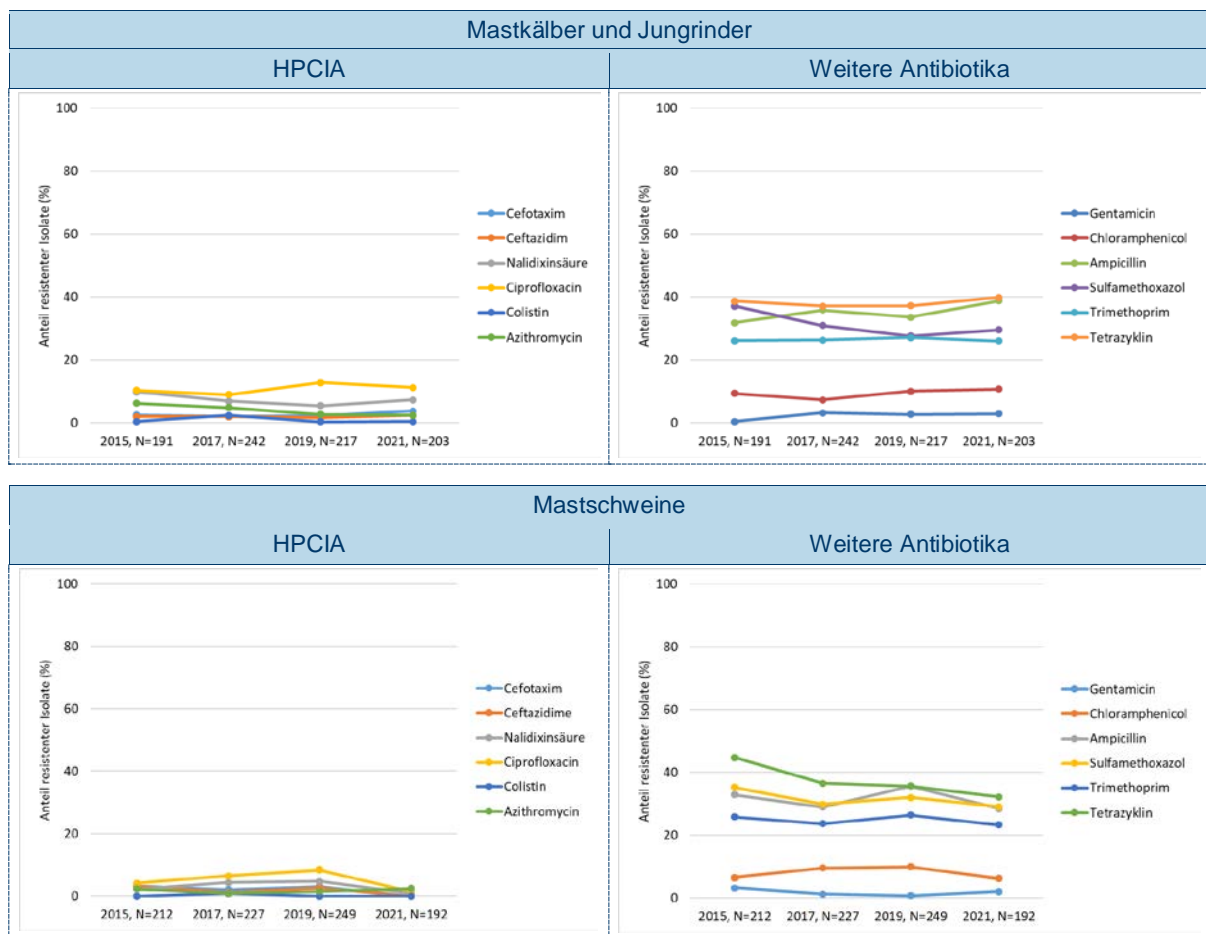 Mastkälber und Jungrinder
HPCIA
Weitere Antibiotika
Anteil resistenter Isolate (%)
100
80
60
40
20
0
2015, N=191
2017, N=242
2019, N=217
2021, N=203
Cefotaxim
Ceftazidim
Nalidixinsäure
Ciprofloxacin
Colistin
Azithromycin
Anteil resistenter Isolate (%)
100
80
60
40
20
0
2015, N=191
2017, N=242
2019, N=217
2021, N=203
Gentamicin
Chloramphenicol
Ampicillin
Sulfamethoxazol
Trimethoprim
Tetrazyklin
Mastschweine
HPCIA
Weitere Antibiotika
Anteil resistenter Isolate (%)
100
80
60
40
20
0
2015, N=212
2017, N=227
2019, N=249
2021, N=192
Cefotaxim
Ceftazidime
Nalidixinsäure
Ciprofloxacin
Colistin
Azithromycin
Anteil resistenter Isolate (%)
100
80
60
40
20
0
2015, N=212
2017, N=227
2019, N=249
2021, N=192
Gentamicin
Chloramphenicol
Ampicillin
Sulfamethoxazol
Trimethoprim
Tetrazyklin